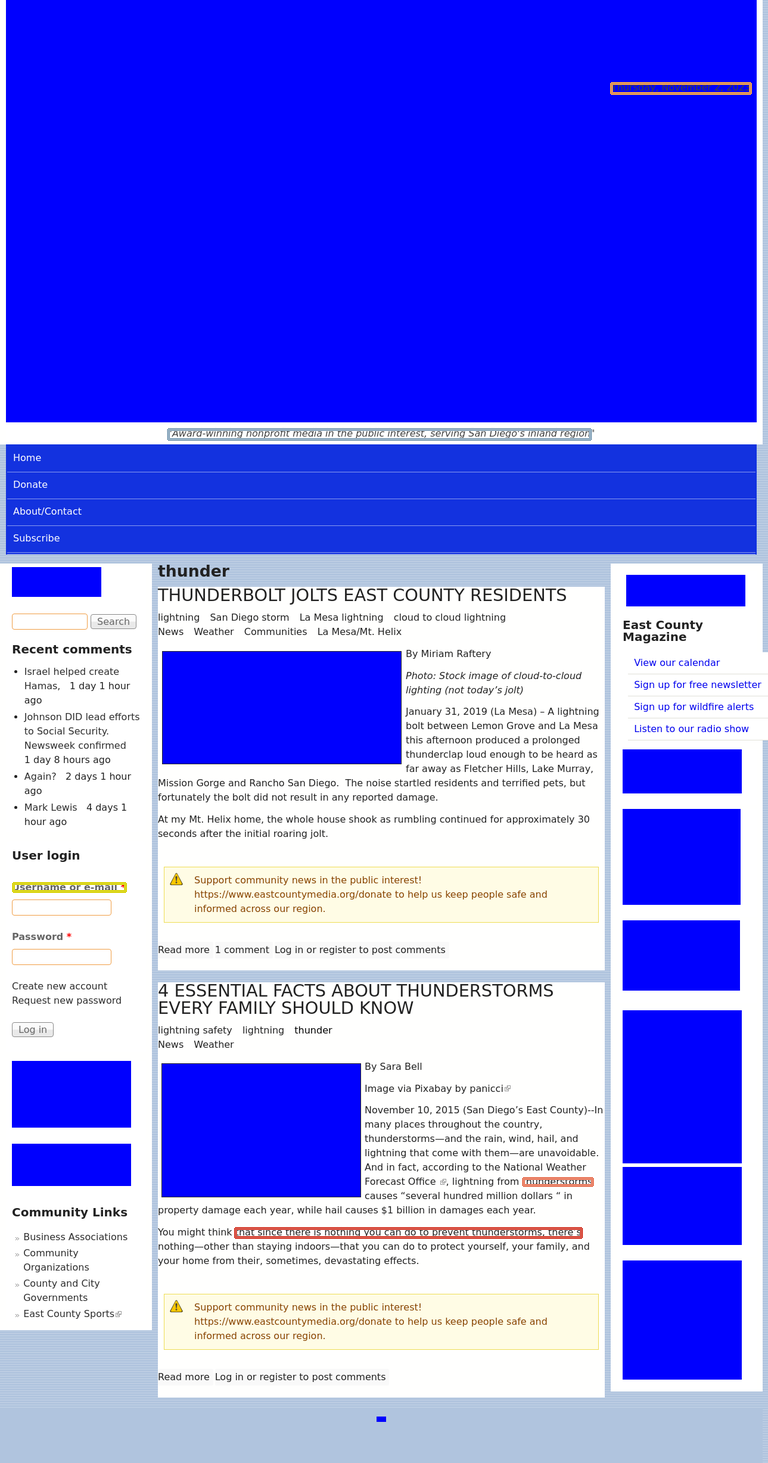 Thursday, November 2, 2023
"Award-winning nonprofit media in the public interest, serving San Diego's inland region"
Home
Donate
About/Contact
Subscribe
Search
Recent comments
Israel helped create
Hamas,   1 day 1 hour
ago
Johnson DID lead efforts
to Social Security.
Newsweek confirmed
1 day 8 hours ago
Again?   2 days 1 hour
ago
Mark Lewis   4 days 1
hour ago
User login
Username or e-mail *
Password *
Create new account
Request new password
Log in
Community Links
» Business Associations
» Community
Organizations
» County and City
Governments
» East County Sports
thunder
THUNDERBOLT JOLTS EAST COUNTY RESIDENTS
lightning   San Diego storm   La Mesa lightning   cloud to cloud lightning
News   Weather   Communities   La Mesa/Mt. Helix
By Miriam Raftery
Photo: Stock image of cloud-to-cloud
lighting (not today’s jolt)
January 31, 2019 (La Mesa) – A lightning
bolt between Lemon Grove and La Mesa
this afternoon produced a prolonged
thunderclap loud enough to be heard as
far away as Fletcher Hills, Lake Murray,
Mission Gorge and Rancho San Diego.  The noise startled residents and terrified pets, but
fortunately the bolt did not result in any reported damage.
At my Mt. Helix home, the whole house shook as rumbling continued for approximately 30
seconds after the initial roaring jolt.
Support community news in the public interest!
https://www.eastcountymedia.org/donate to help us keep people safe and
informed across our region.
Read more  1 comment  Log in or register to post comments
4 ESSENTIAL FACTS ABOUT THUNDERSTORMS
EVERY FAMILY SHOULD KNOW
lightning safety   lightning   thunder
News   Weather
By Sara Bell
Image via Pixabay by panicci
November 10, 2015 (San Diego’s East County)--In
many places throughout the country,
thunderstorms—and the rain, wind, hail, and
lightning that come with them—are unavoidable.
And in fact, according to the National Weather
Forecast Office , lightning from thunderstorms
causes “several hundred million dollars “ in
property damage each year, while hail causes $1 billion in damages each year.
You might think that since there is nothing you can do to prevent thunderstorms, there’s
nothing—other than staying indoors—that you can do to protect yourself, your family, and
your home from their, sometimes, devastating effects.
Support community news in the public interest!
https://www.eastcountymedia.org/donate to help us keep people safe and
informed across our region.
Read more  Log in or register to post comments
East County
Magazine
View our calendar
Sign up for free newsletter
Sign up for wildfire alerts
Listen to our radio show